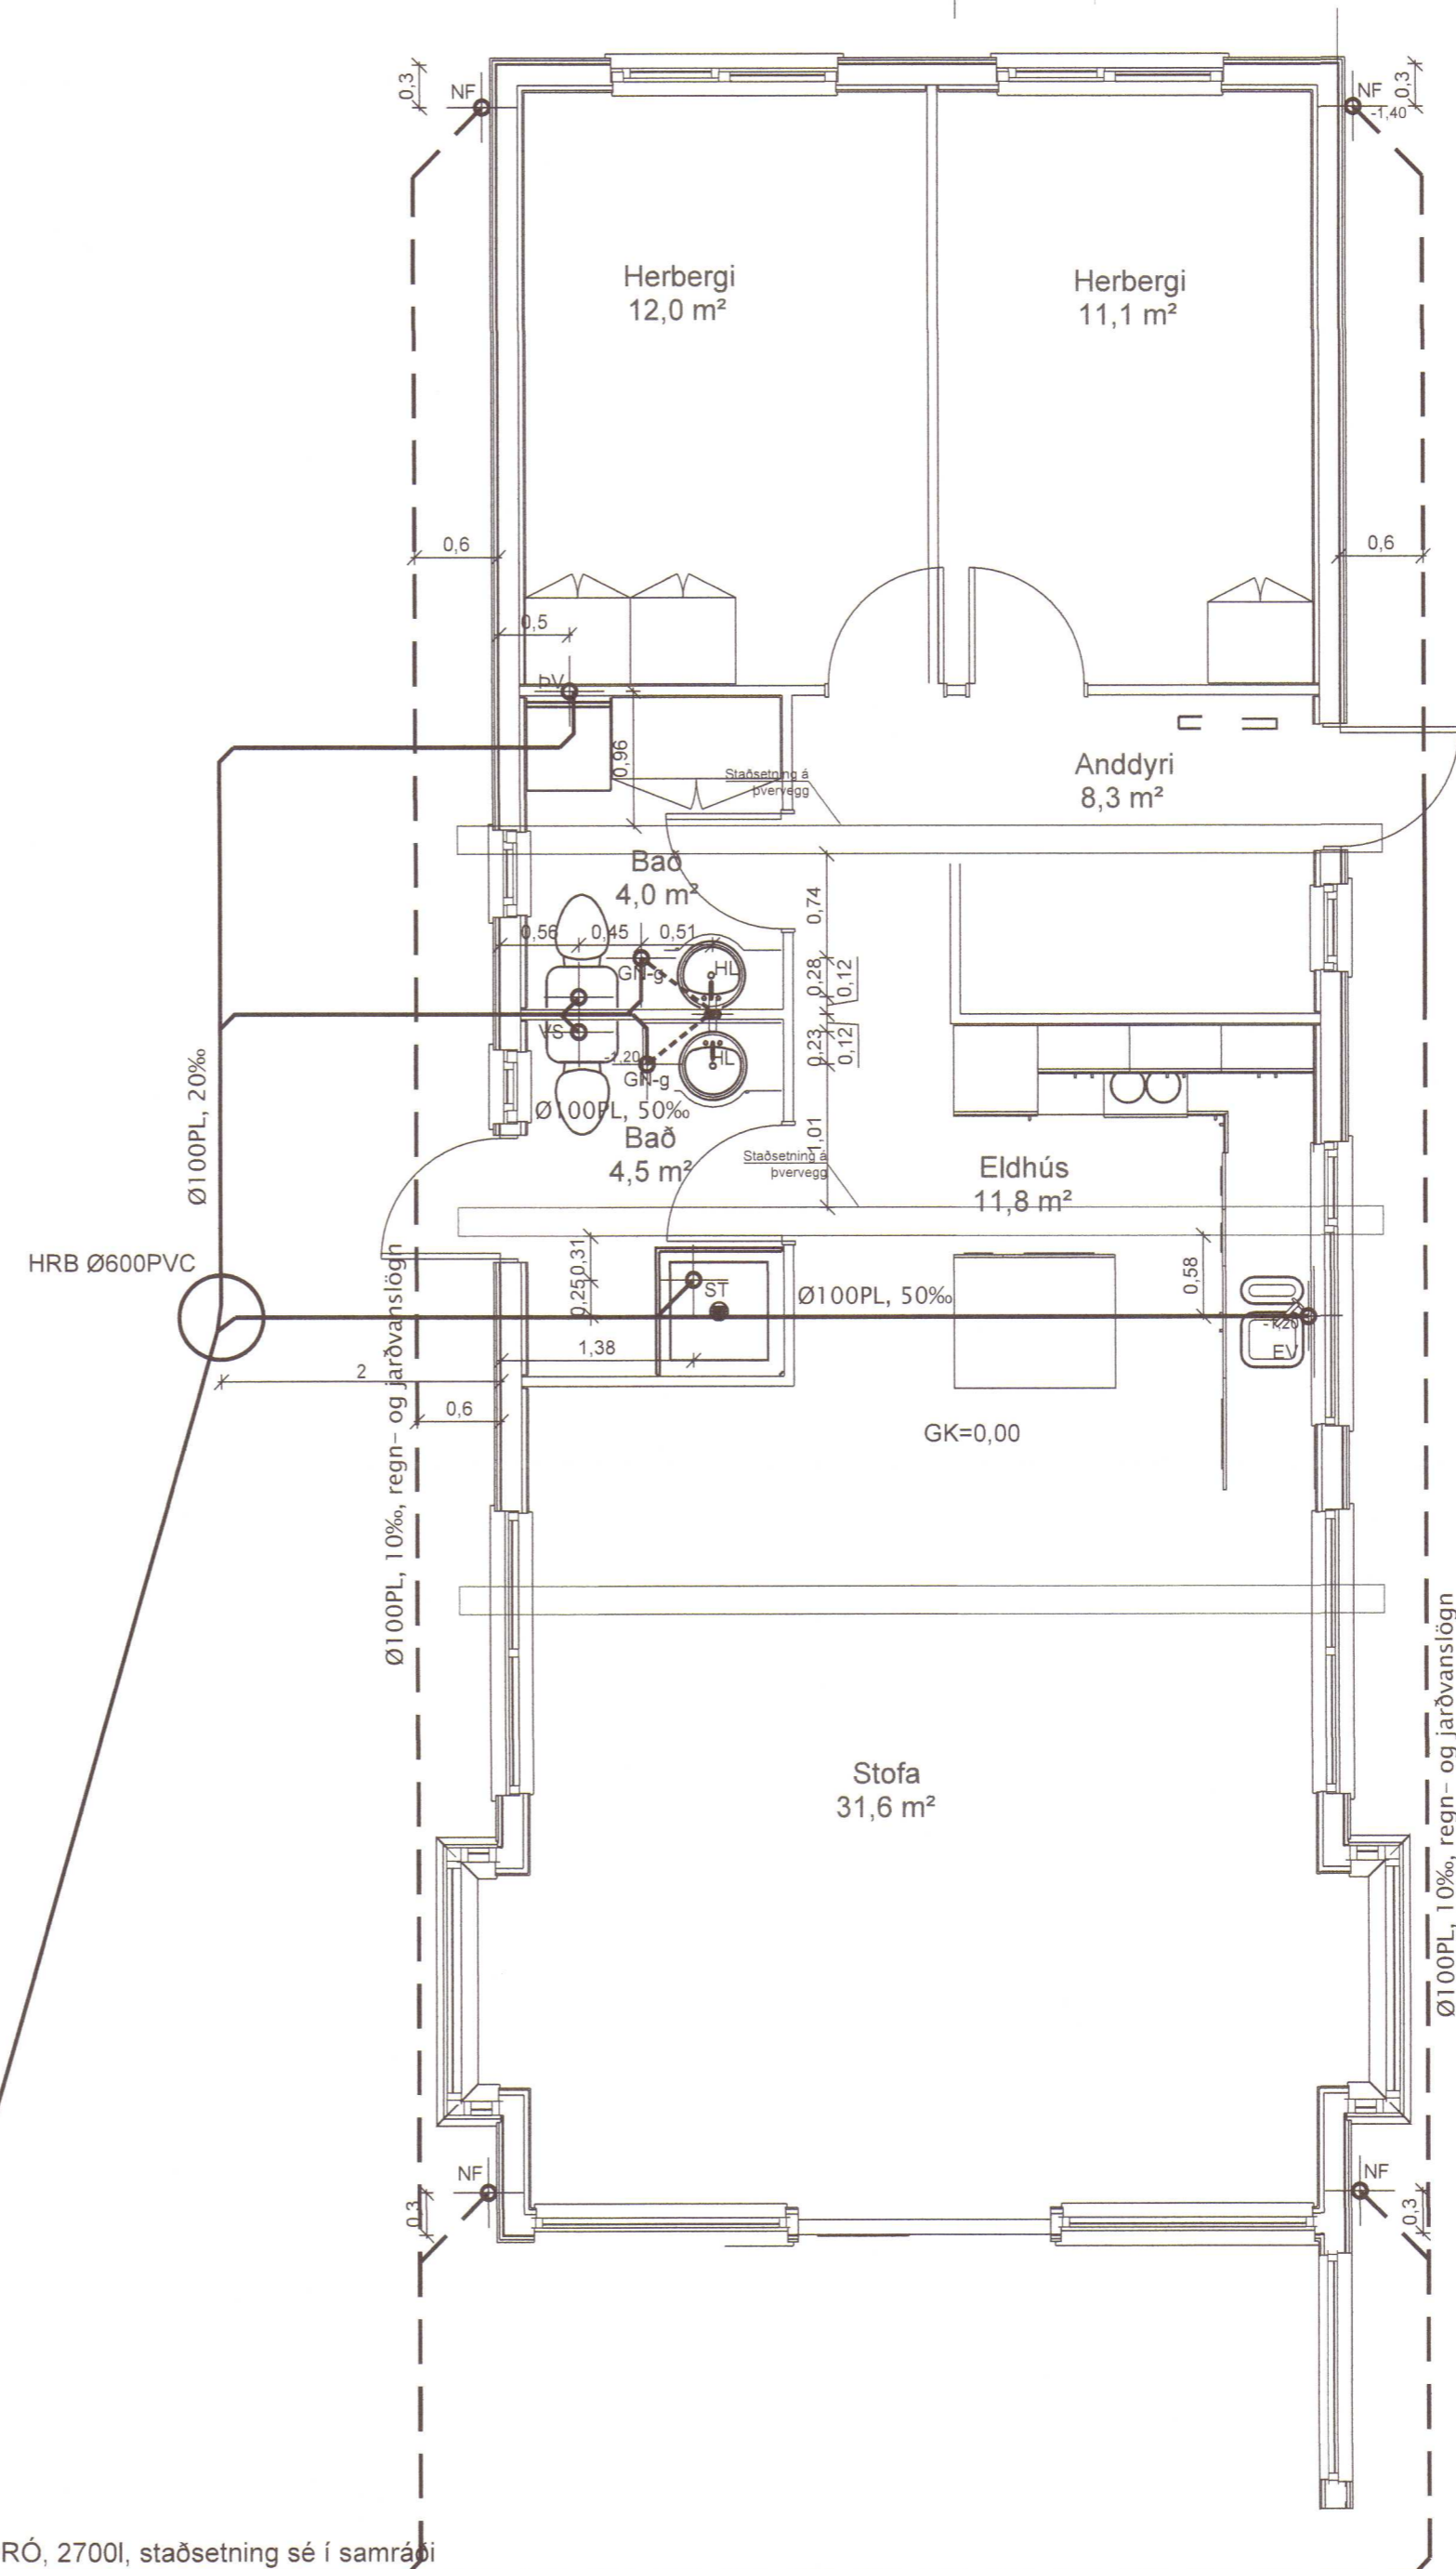 0,3
NF
NF
-1,40
0,3
Herbergi
12,0 m²
Herbergi
11,1 m²
0,6
0,6
0,5
ÞV
0,96
Staðsetning á
þvervegg
Anddyri
8,3 m²
Bað
4,0 m²
0,74
0,56
0,45
0,51
GN-g
HL
0,28
0,12
VS
-1,20
GN-g
HL
0,23
0,12
Ø100PL, 50‰
Bað
4,5 m²
1,01
Staðsetning á
þvervegg
Eldhús
11,8 m²
Ø100PL, 20‰
HRB Ø600PVC
0,31
0,25
ST
Ø100PL, 50‰
0,58
-1,20
EV
1,38
2
0,6
GK=0,00
Ø100PL, 10‰, regn- og jarðvanslögn
Ø100PL, 10‰, regn- og jarðvanslögn
Stofa
31,6 m²
NF
NF
0,3
0,3
RÓ, 2700l, staðsetning sé í samráði